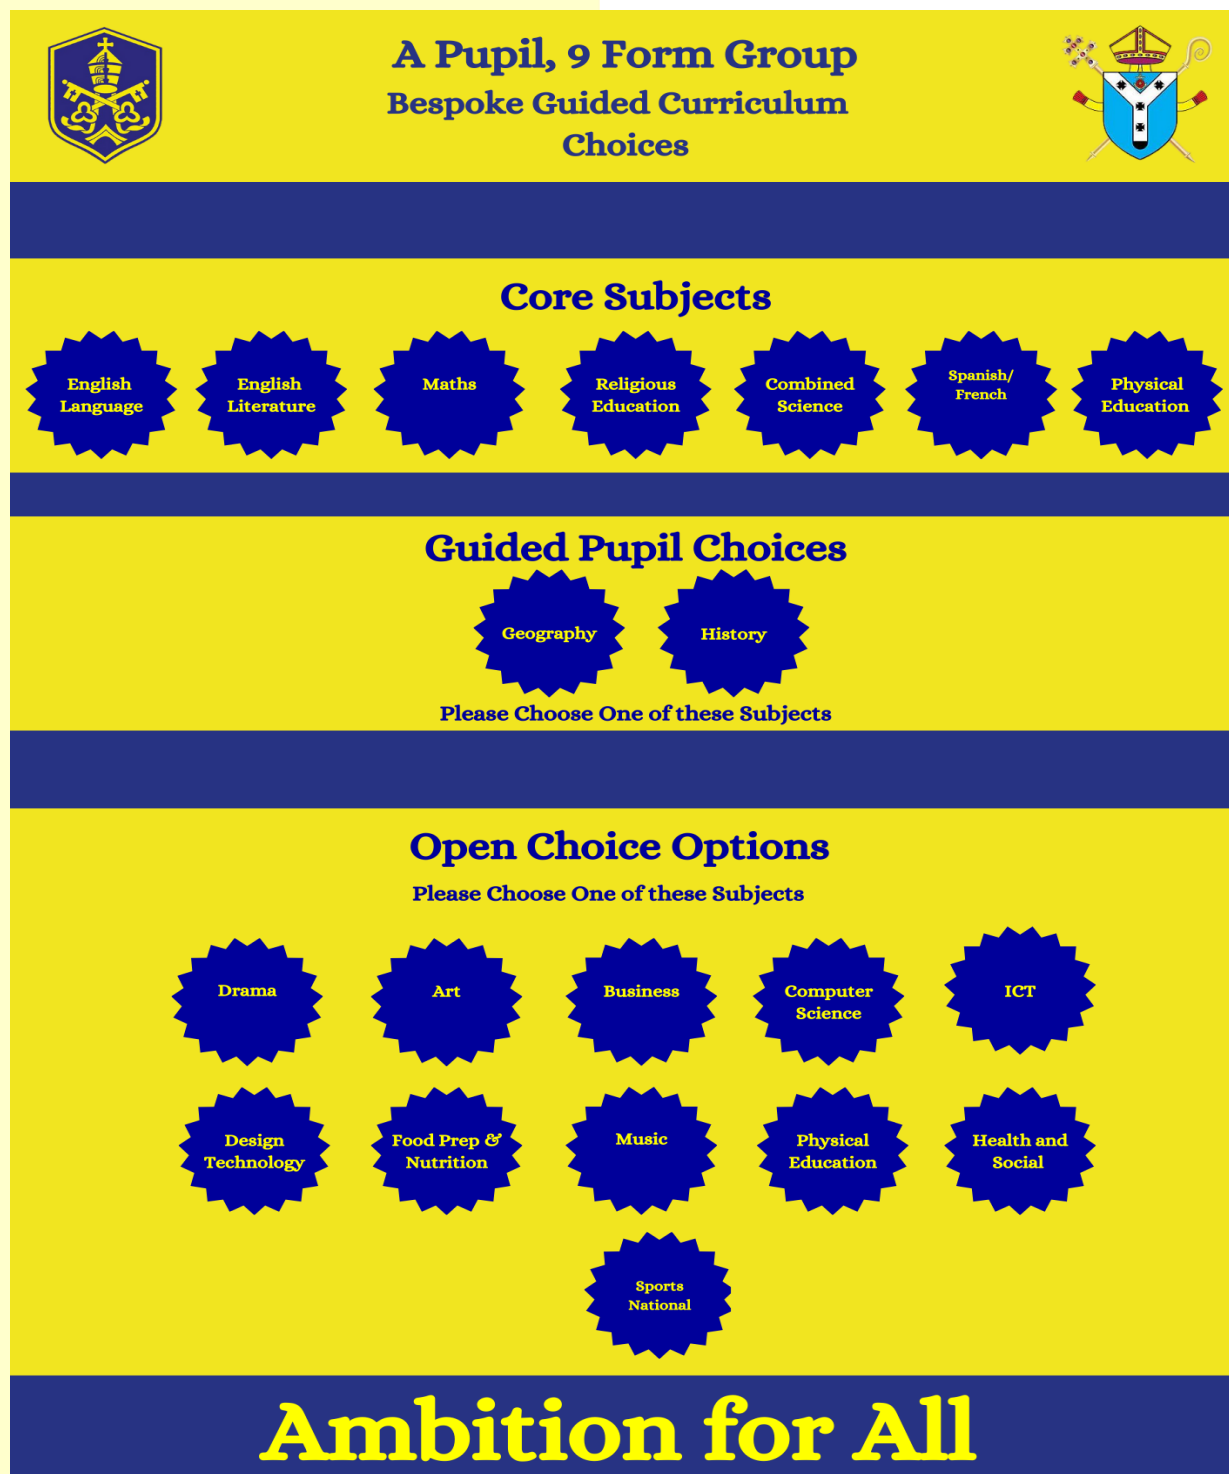 A Pupil, 9 Form Group
Bespoke Guided Curriculum
Choices
Core Subjects
English
Language
English
Literature
Maths
Religious
Education
Combined
Science
Spanish/
French
Physical
Education
Guided Pupil Choices
Geography
History
Please Choose One of these Subjects
Open Choice Options
Please Choose One of these Subjects
Drama
Art
Business
Computer
Science
ICT
Design
Technology
Food Prep &
Nutrition
Music
Physical
Education
Health and
Social
Sports
National
Ambition for All